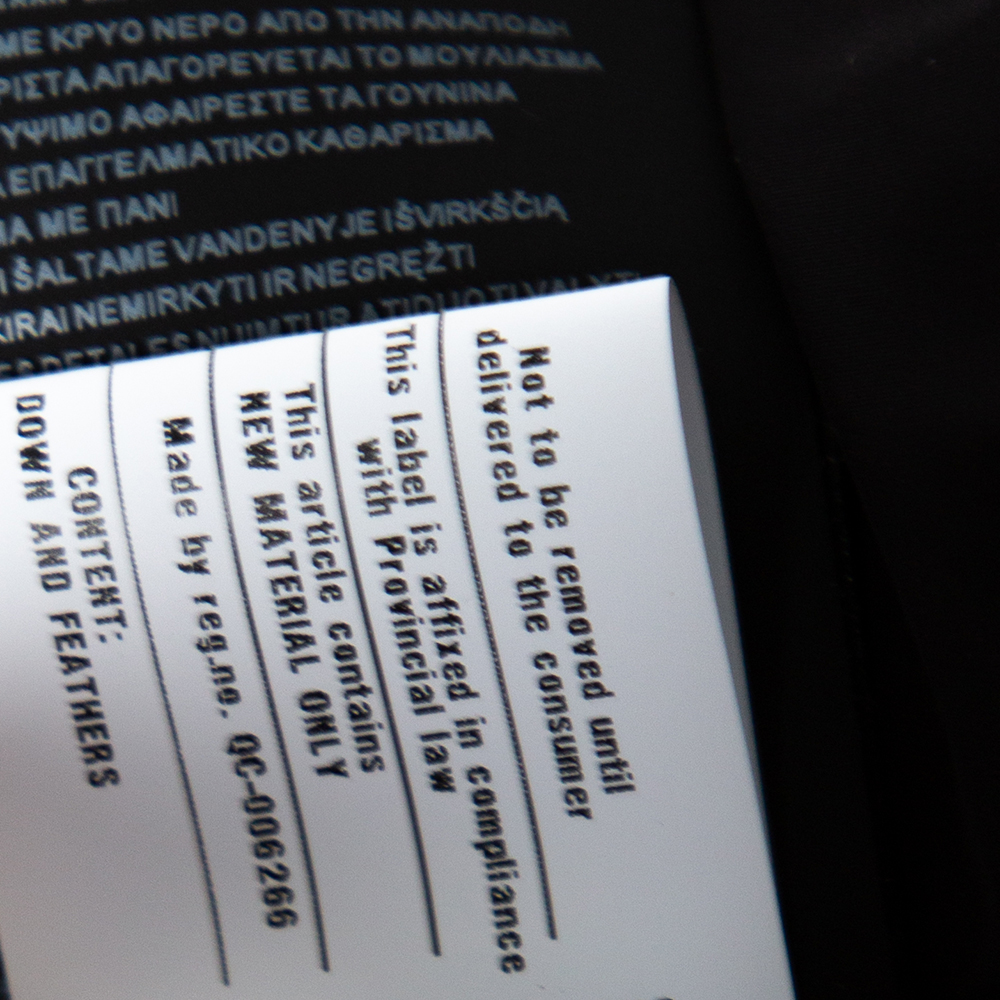 ΜΕ ΚΡΥΟ ΝΕΡΟ ΑΠΟ ΤΗΝ ΑΝΑΠΟΔΗ
ΑΠΑΓΟΡΕΥΕΤΑΙ ΤΟ ΜΟΥΛΙΑΣΜΑ
ΑΦΑΙΡΕΣΤΕ ΤΑ ΓΟΥΝΙΝΑ
ΕΠΑΓΓΕΛΜΑΤΙΚΟ ΚΑΘΑΡΙΣΜΑ
ΜΕ ΠΑΝΙ
ŠALTAME VANDENYJE IŠVIRKŠČIĄ
NEMIRKYTI IR NEGRĘŽTI
Not to be removed until
delivered to the consumer
This label is affixed in compliance
with Provincial law
This article contains
NEW MATERIAL ONLY
Made by reg.no. QC-006266
CONTENT:
DOWN AND FEATHERS